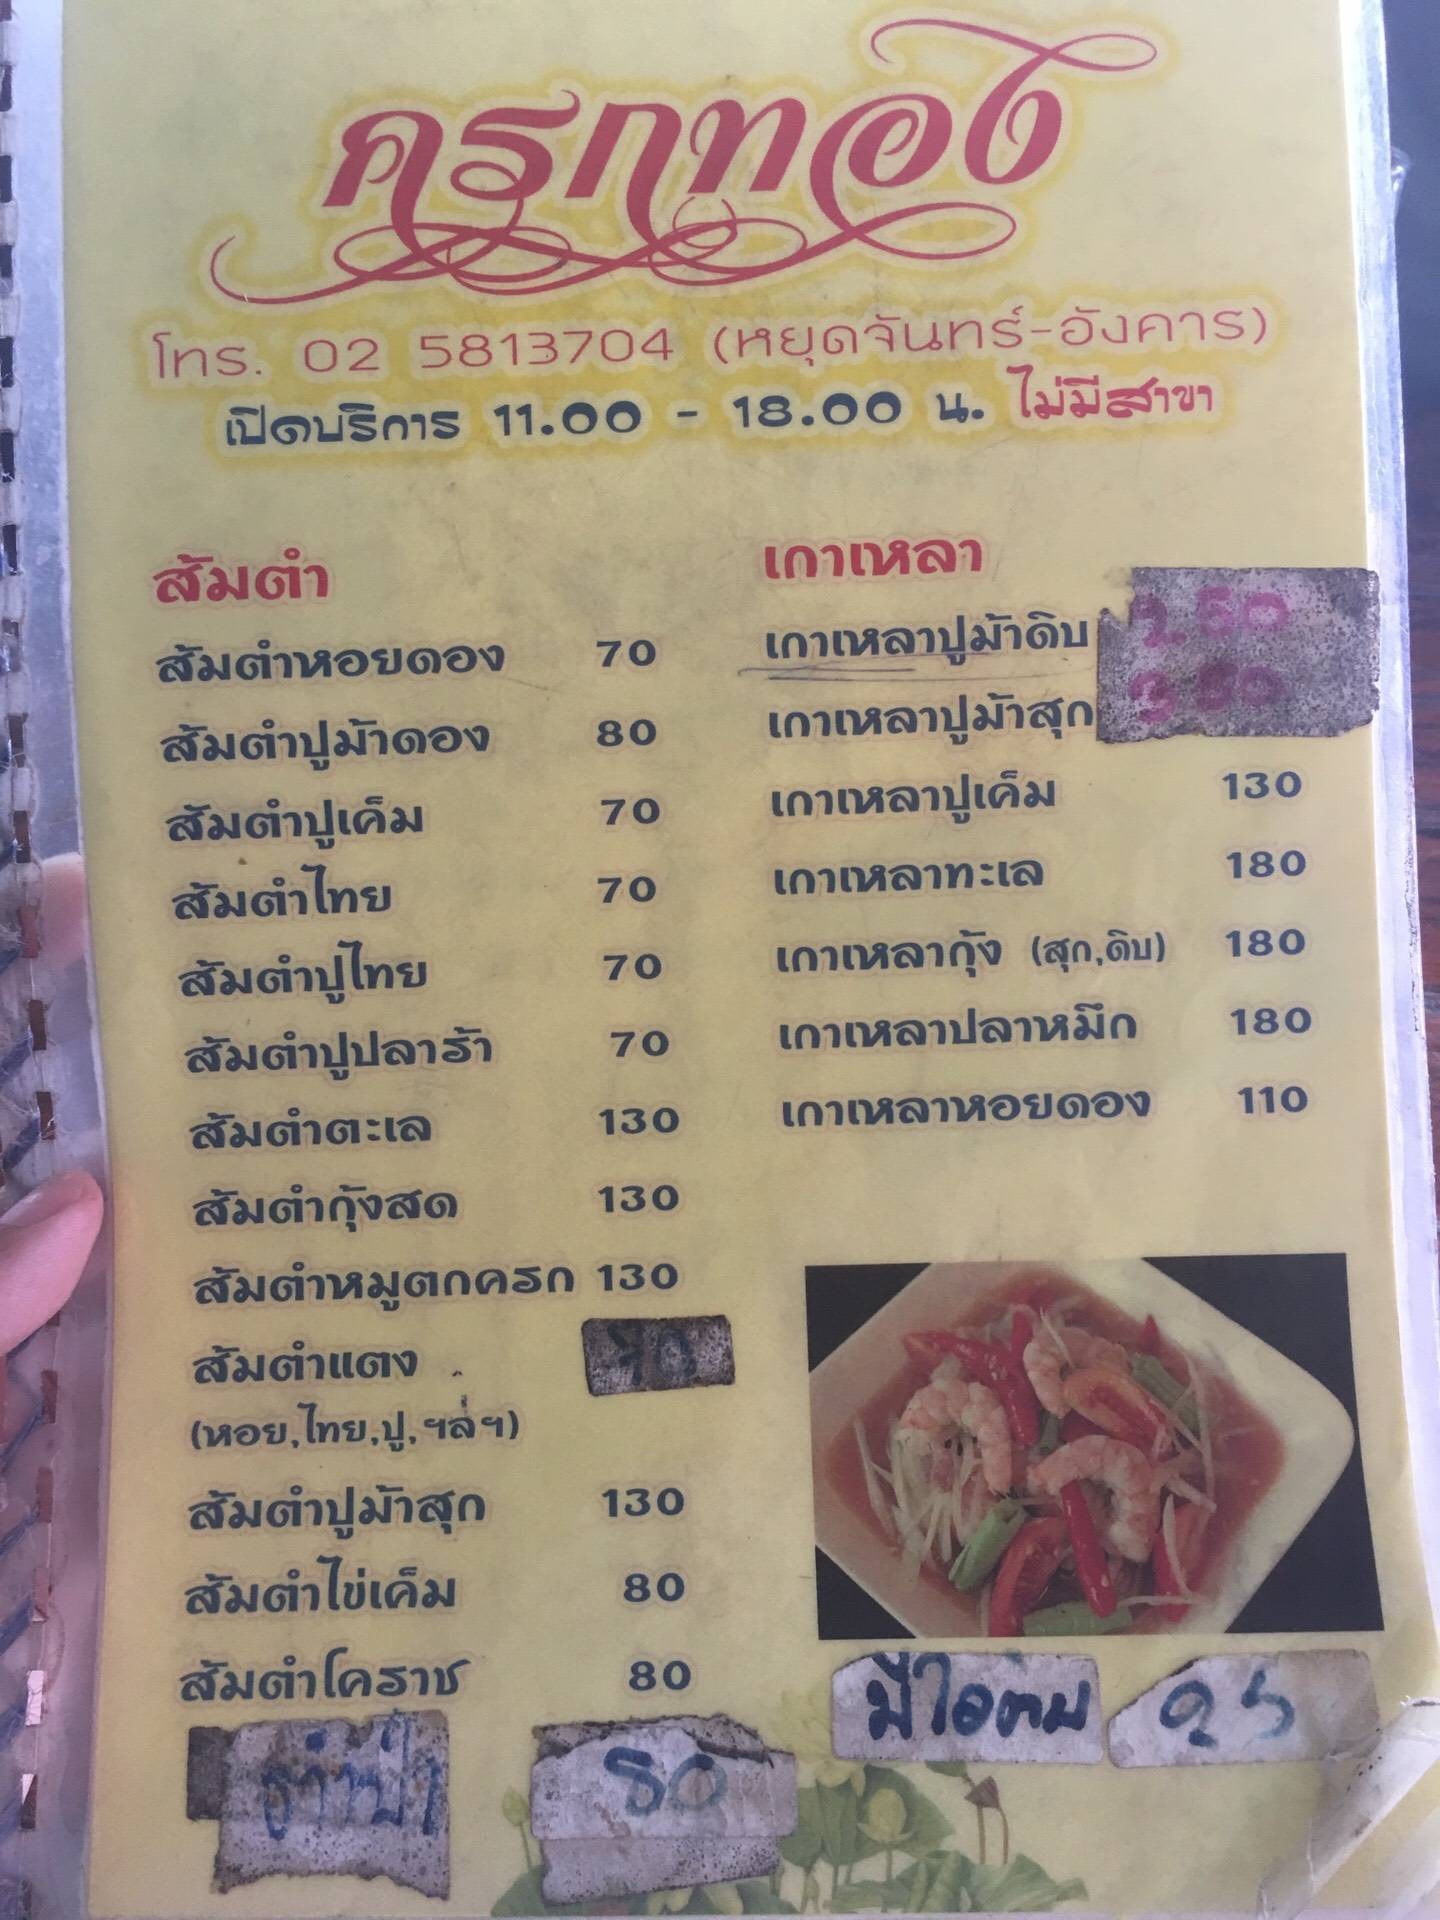 ครกทอง
โทร. 02 5813704 (หยุดจันทร์-อังคาร)
เปิดบริการ 11.00 - 18.00 น. ไม่มีสาขา
ส้มตำ
ส้มตำหอยดอง 70
ส้มตำปูม้าดอง 80
ส้มตำปูเค็ม 70
ส้มตำไทย 70
ส้มตำปูไทย 70
ส้มตำปูปลาร้า 70
ส้มตำตะเล 130
ส้มตำกุ้งสด 130
ส้มตำหมูตกครก 130
ส้มตำแตง 70
(หอย,ไทย,ปู,ฯล่ฯ)
ส้มตำปูม้าสุก 130
ส้มตำไข่เค็ม 80
ส้มตำโคราช 80
ตำป่า 80
เกาเหลา
เกาเหลาปูม้าดิบ 250
เกาเหลาปูม้าสุก 350
เกาเหลาปูเค็ม 130
เกาเหลาทะเล 180
เกาเหลากุ้ง (สุก,ดิบ) 180
เกาเหลาปลาหมึก 180
เกาเหลาหอยดอง 110